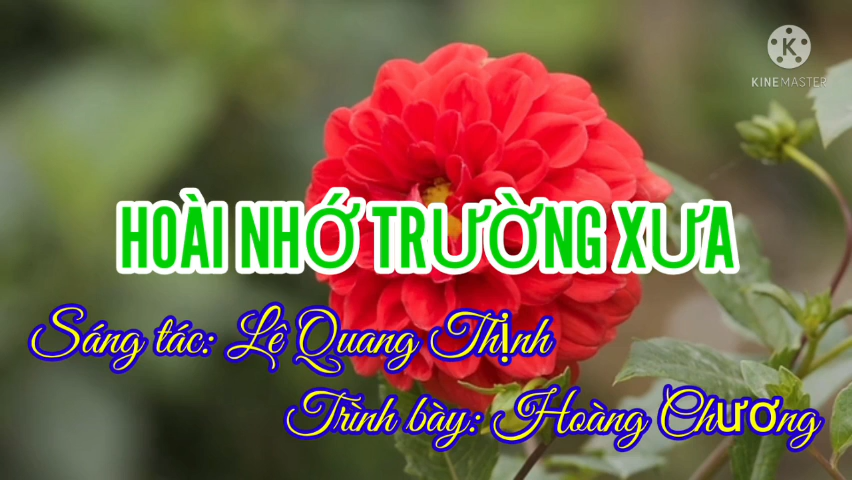 KINEMASTER
HOÀI NHỚ TRƯỜNG XƯA
Sáng tác: Lê Quang Thịnh
Trình bày: Hoàng Chương